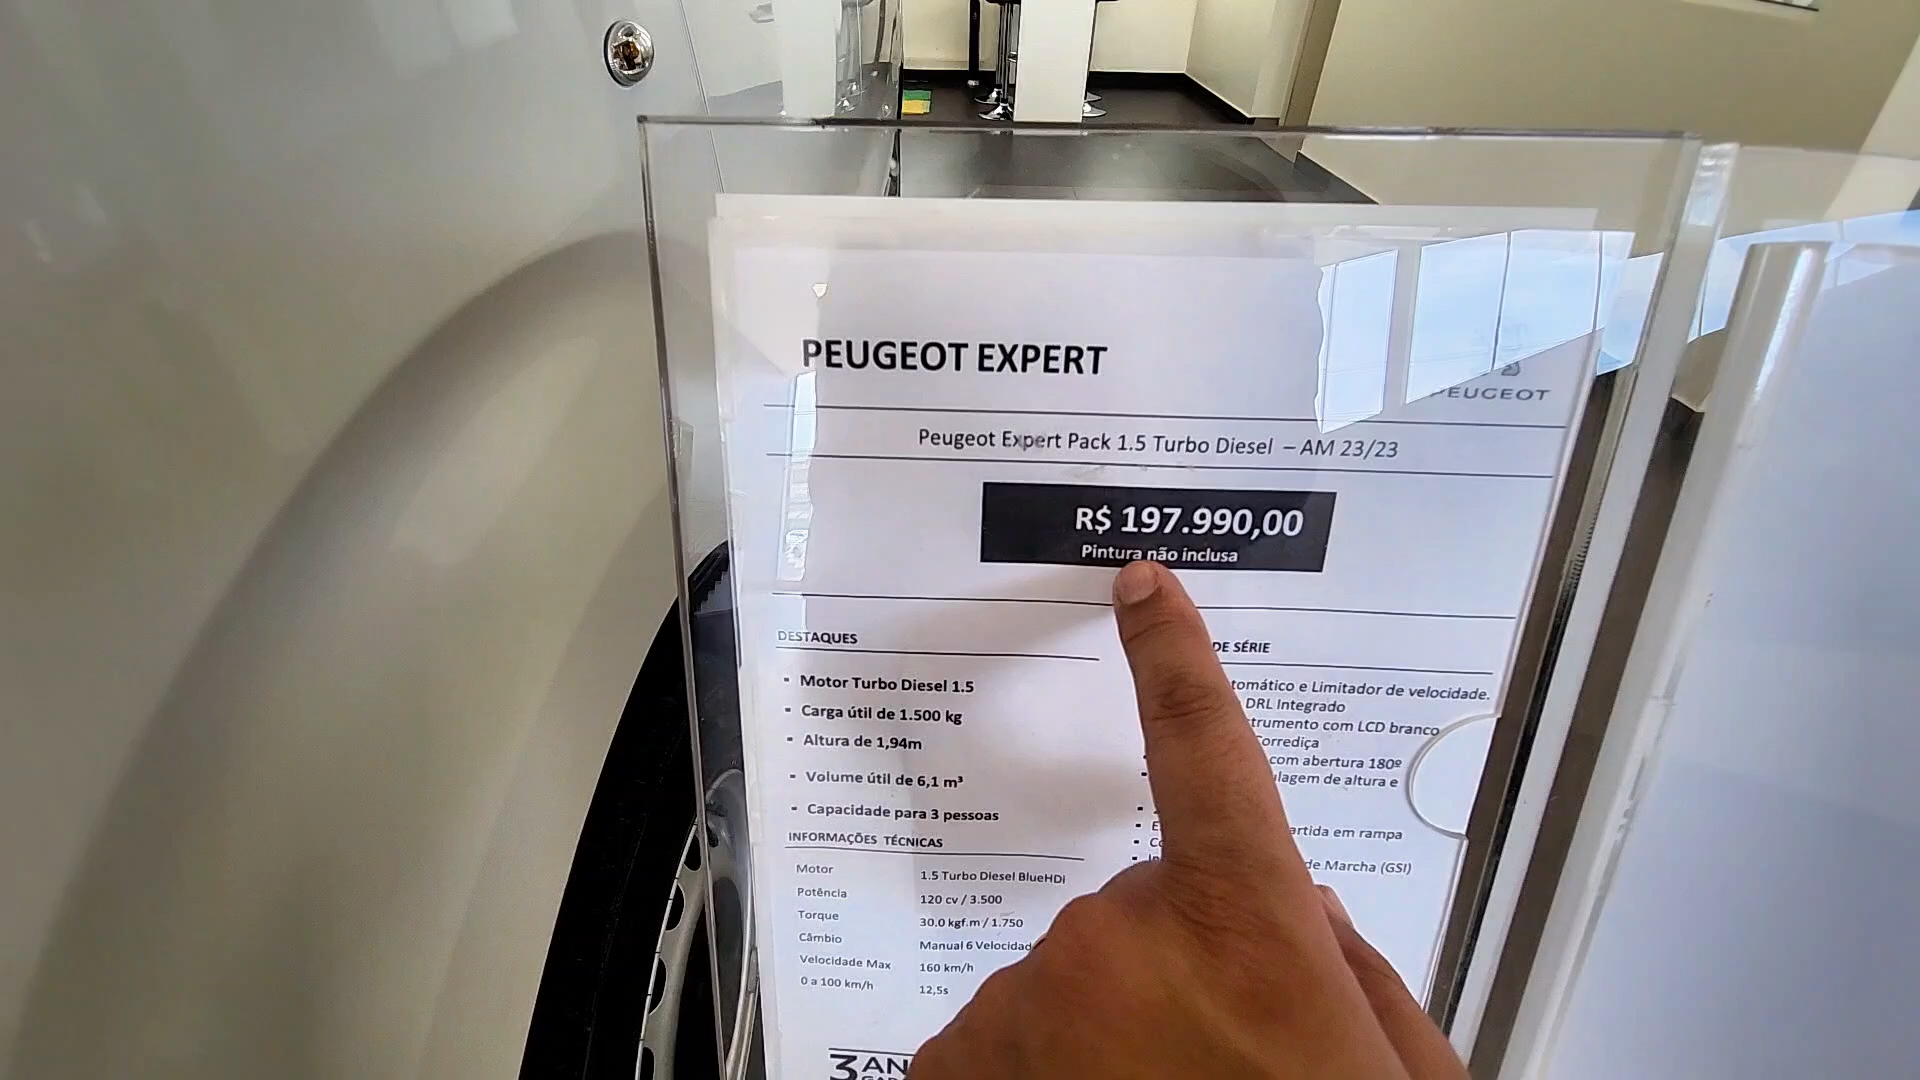 PEUGEOT EXPERT
PEUGEOT
Peugeot Expert Pack 1.5 Turbo Diesel – AM 23/23
R$ 197.990,00
Pintura não inclusa
DESTAQUES
▪ Motor Turbo Diesel 1.5
▪ Carga útil de 1.500 kg
▪ Altura de 1,94m
▪ Volume útil de 6,1 m³
▪ Capacidade para 3 pessoas
INFORMAÇÕES TÉCNICAS
Motor 1.5 Turbo Diesel BlueHDi
Potência 120 cv / 3.500
Torque 30.0 kgf.m / 1.750
Câmbio Manual 6 Velocidad
Velocidade Max 160 km/h
0 a 100 km/h 12,5s
3 AN
DE SÉRIE
tomático e Limitador de velocidade.
DRL Integrado
strumento com LCD branco
Corrediça
com abertura 180º
lagem de altura e
artida em rampa
de Marcha (GSI)